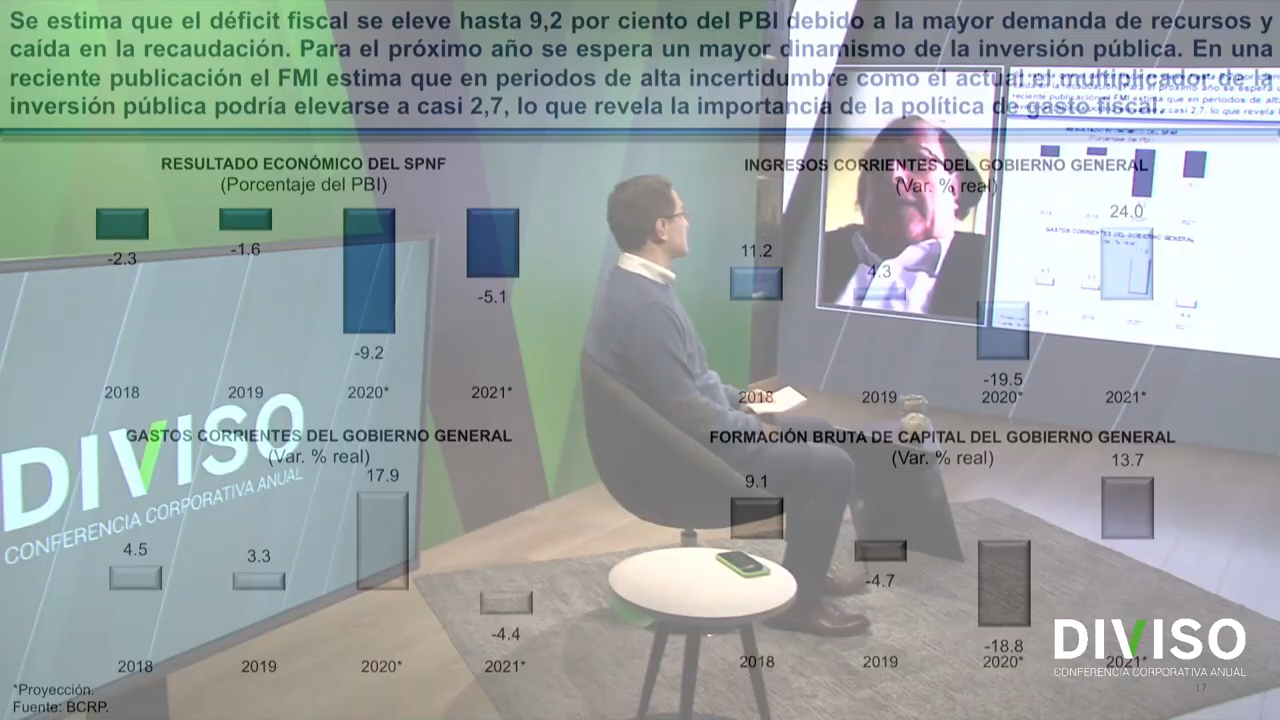 Se estima que el déficit fiscal se eleve hasta 9,2 por ciento del PBI debido a la mayor demanda de recursos y
caída en la recaudación. Para el próximo año se espera un mayor dinamismo de la inversión pública. En una
reciente publicación el FMI estima que en periodos de alta incertidumbre como el actual el multiplicador de la
inversión pública podría elevarse a casi 2,7, lo que revela la importancia de la política de gasto fiscal.
RESULTADO ECONÓMICO DEL SPNF
(Porcentaje del PBI)
-2.3
-1.6
-9.2
-5.1
2018
2019
2020*
2021*
INGRESOS CORRIENTES DEL GOBIERNO GENERAL
(Var. % real)
11.2
4.3
-19.5
24.0
2018
2019
2020*
2021*
GASTOS CORRIENTES DEL GOBIERNO GENERAL
(Var. % real)
4.5
3.3
17.9
-4.4
2018
2019
2020*
2021*
FORMACIÓN BRUTA DE CAPITAL DEL GOBIERNO GENERAL
(Var. % real)
9.1
-4.7
-18.8
13.7
2018
2019
2020*
2021*
*Proyección.
Fuente: BCRP.
DIVISO
CONFERENCIA CORPORATIVA ANUAL
DIVISO
CONFERENCIA CORPORATIVA ANUAL
17